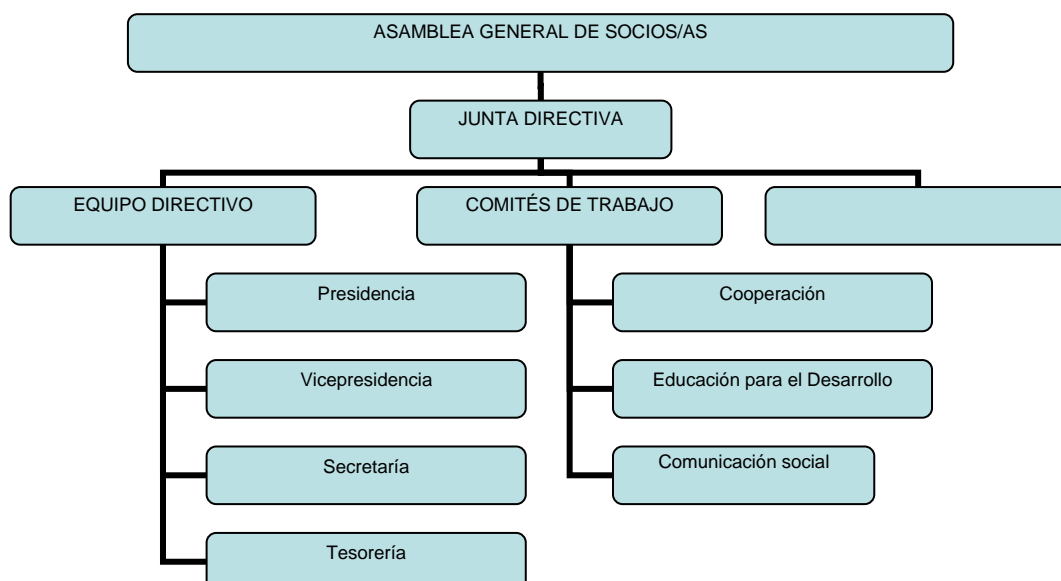 ASAMBLEA GENERAL DE SOCIOS/AS
JUNTA DIRECTIVA
EQUIPO DIRECTIVO
COMITÉS DE TRABAJO
Presidencia
Cooperación
Vicepresidencia
Educación para el Desarrollo
Secretaría
Comunicación social
Tesorería